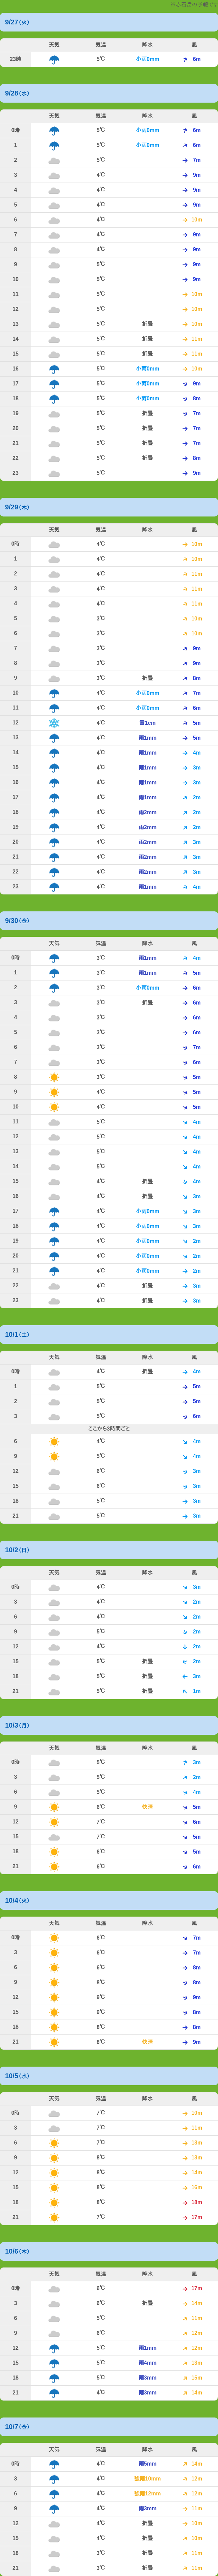 ※表示品の予報です
9/27(火)
天気 気温 降水 風
23時 5℃ 小雨0mm 6m
9/28(水)
天気 気温 降水 風
0時 5℃ 小雨0mm 6m
1 5℃ 小雨0mm 6m
2 5℃ 7m
3 4℃ 9m
4 4℃ 9m
5 4℃ 9m
6 4℃ 10m
7 4℃ 9m
8 4℃ 9m
9 5℃ 9m
10 5℃ 9m
11 5℃ 10m
12 5℃ 10m
13 5℃ 折畳 10m
14 5℃ 折畳 11m
15 5℃ 折畳 11m
16 5℃ 小雨0mm 10m
17 5℃ 小雨0mm 9m
18 5℃ 小雨0mm 8m
19 5℃ 折畳 7m
20 5℃ 折畳 7m
21 5℃ 折畳 7m
22 5℃ 折畳 8m
23 5℃ 9m
9/29(木)
天気 気温 降水 風
0時 4℃ 10m
1 4℃ 10m
2 4℃ 11m
3 4℃ 11m
4 4℃ 11m
5 3℃ 10m
6 3℃ 10m
7 3℃ 9m
8 3℃ 9m
9 3℃ 折畳 8m
10 4℃ 小雨0mm 7m
11 4℃ 小雨0mm 6m
12 4℃ 雪1cm 5m
13 4℃ 雨1mm 5m
14 4℃ 雨1mm 4m
15 4℃ 雨1mm 3m
16 4℃ 雨1mm 3m
17 4℃ 雨1mm 2m
18 4℃ 雨2mm 2m
19 4℃ 雨2mm 2m
20 4℃ 雨2mm 3m
21 4℃ 雨2mm 3m
22 4℃ 雨2mm 3m
23 4℃ 雨1mm 4m
9/30(金)
天気 気温 降水 風
0時 3℃ 雨1mm 4m
1 3℃ 雨1mm 5m
2 3℃ 小雨0mm 6m
3 3℃ 折畳 6m
4 3℃ 6m
5 3℃ 6m
6 3℃ 7m
7 3℃ 6m
8 3℃ 5m
9 4℃ 5m
10 4℃ 5m
11 5℃ 4m
12 5℃ 4m
13 5℃ 4m
14 5℃ 4m
15 4℃ 折畳 4m
16 4℃ 折畳 3m
17 4℃ 小雨0mm 3m
18 4℃ 小雨0mm 3m
19 4℃ 小雨0mm 2m
20 4℃ 小雨0mm 2m
21 4℃ 小雨0mm 2m
22 4℃ 折畳 3m
23 4℃ 折畳 3m
10/1(土)
天気 気温 降水 風
0時 4℃ 折畳 4m
1 5℃ 5m
2 5℃ 5m
3 5℃ 6m
ここから3時間ごと
6 4℃ 4m
9 5℃ 4m
12 6℃ 3m
15 6℃ 3m
18 5℃ 3m
21 5℃ 3m
10/2(日)
天気 気温 降水 風
0時 4℃ 3m
3 4℃ 2m
6 4℃ 2m
9 5℃ 2m
12 4℃ 2m
15 5℃ 折畳 2m
18 5℃ 折畳 3m
21 5℃ 折畳 1m
10/3(月)
天気 気温 降水 風
0時 5℃ 3m
3 5℃ 2m
6 5℃ 4m
9 6℃ 快晴 5m
12 7℃ 6m
15 7℃ 5m
18 6℃ 5m
21 6℃ 6m
10/4(火)
天気 気温 降水 風
0時 6℃ 7m
3 6℃ 7m
6 6℃ 8m
9 8℃ 8m
12 9℃ 9m
15 9℃ 8m
18 8℃ 8m
21 8℃ 快晴 9m
10/5(水)
天気 気温 降水 風
0時 7℃ 10m
3 7℃ 11m
6 7℃ 13m
9 8℃ 13m
12 8℃ 14m
15 8℃ 16m
18 8℃ 18m
21 7℃ 17m
10/6(木)
天気 気温 降水 風
0時 6℃ 17m
3 6℃ 折畳 14m
6 5℃ 11m
9 6℃ 12m
12 5℃ 雨1mm 12m
15 5℃ 雨4mm 13m
18 5℃ 雨3mm 15m
21 4℃ 雨3mm 14m
10/7(金)
天気 気温 降水 風
0時 4℃ 雨5mm 14m
3 4℃ 強雨10mm 12m
6 4℃ 強雨12mm 12m
9 4℃ 雨3mm 11m
12 4℃ 折畳 10m
15 4℃ 折畳 10m
18 3℃ 折畳 11m
21 3℃ 折畳 11m